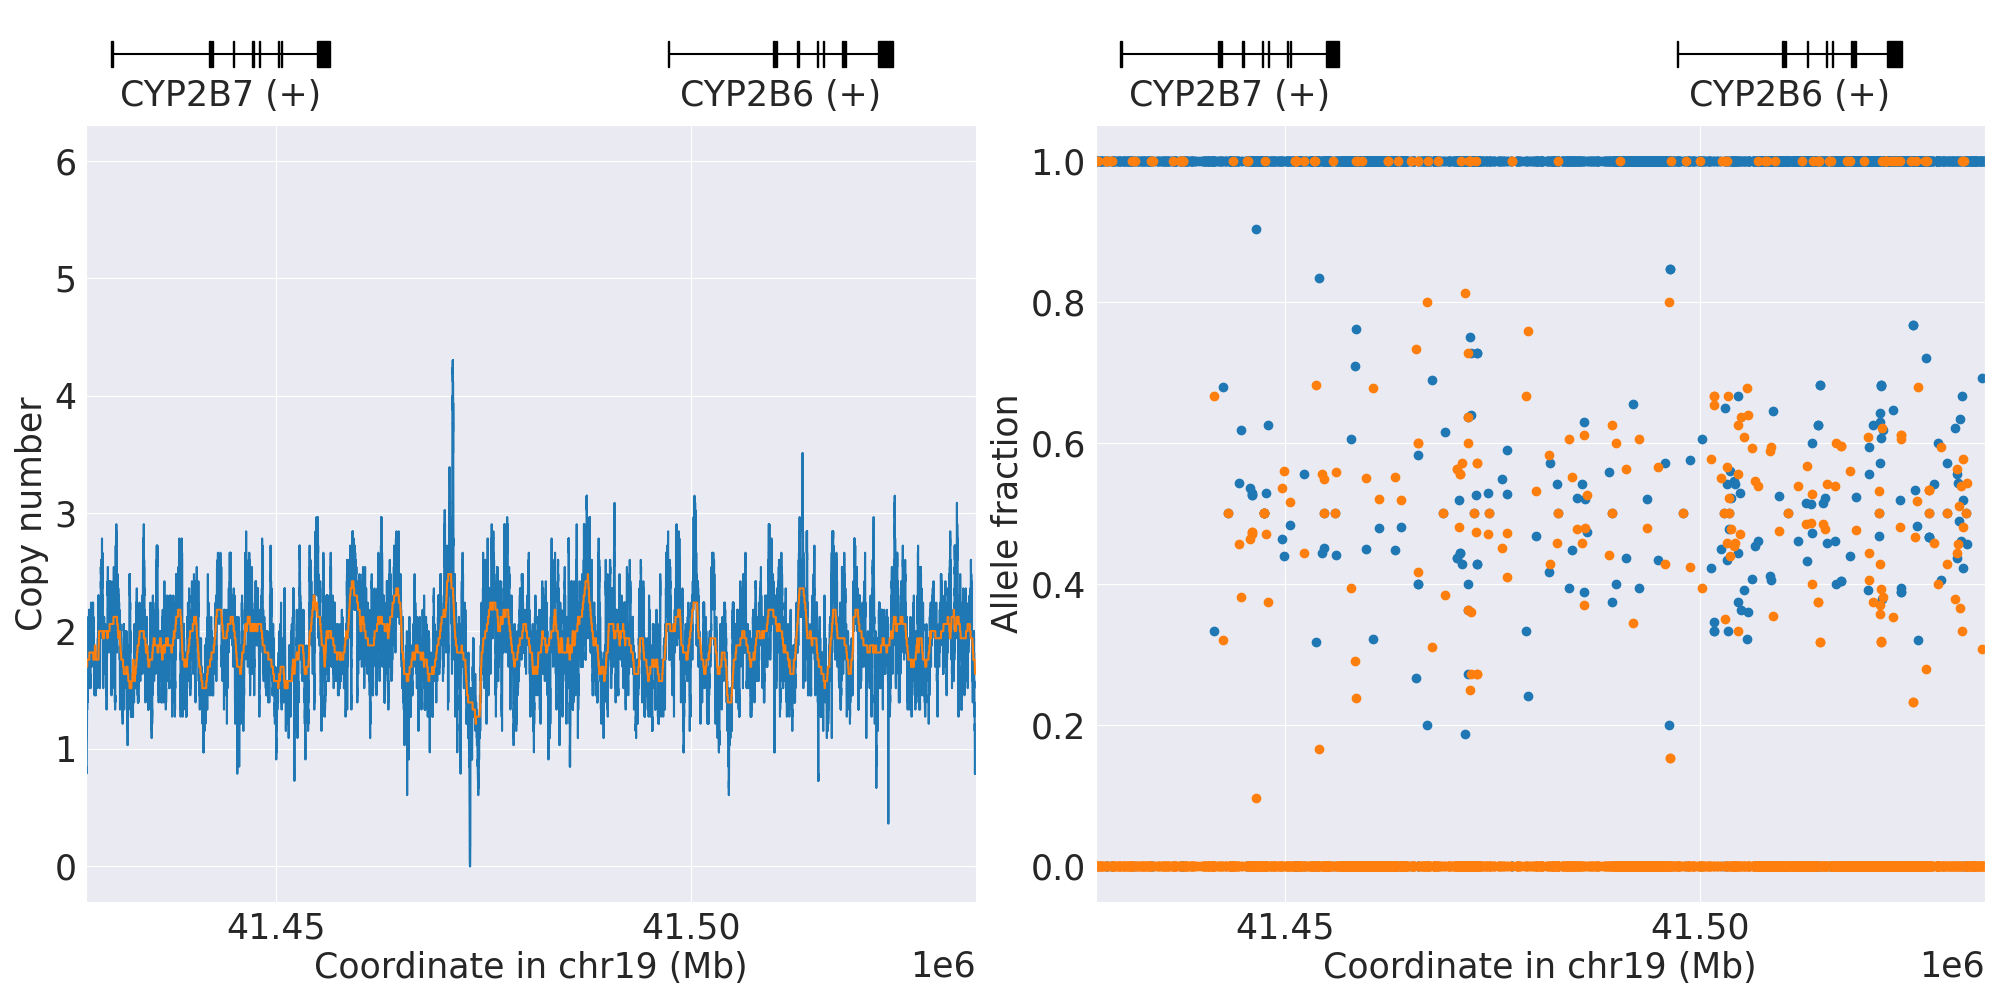 CYP2B7 (+)
CYP2B6 (+)
6
5
4
3
2
1
0
Copy number
41.45
41.50
Coordinate in chr19 (Mb)
1e6
CYP2B7 (+)
CYP2B6 (+)
1.0
0.8
0.6
0.4
0.2
0.0
Allele fraction
41.45
41.50
Coordinate in chr19 (Mb)
1e6